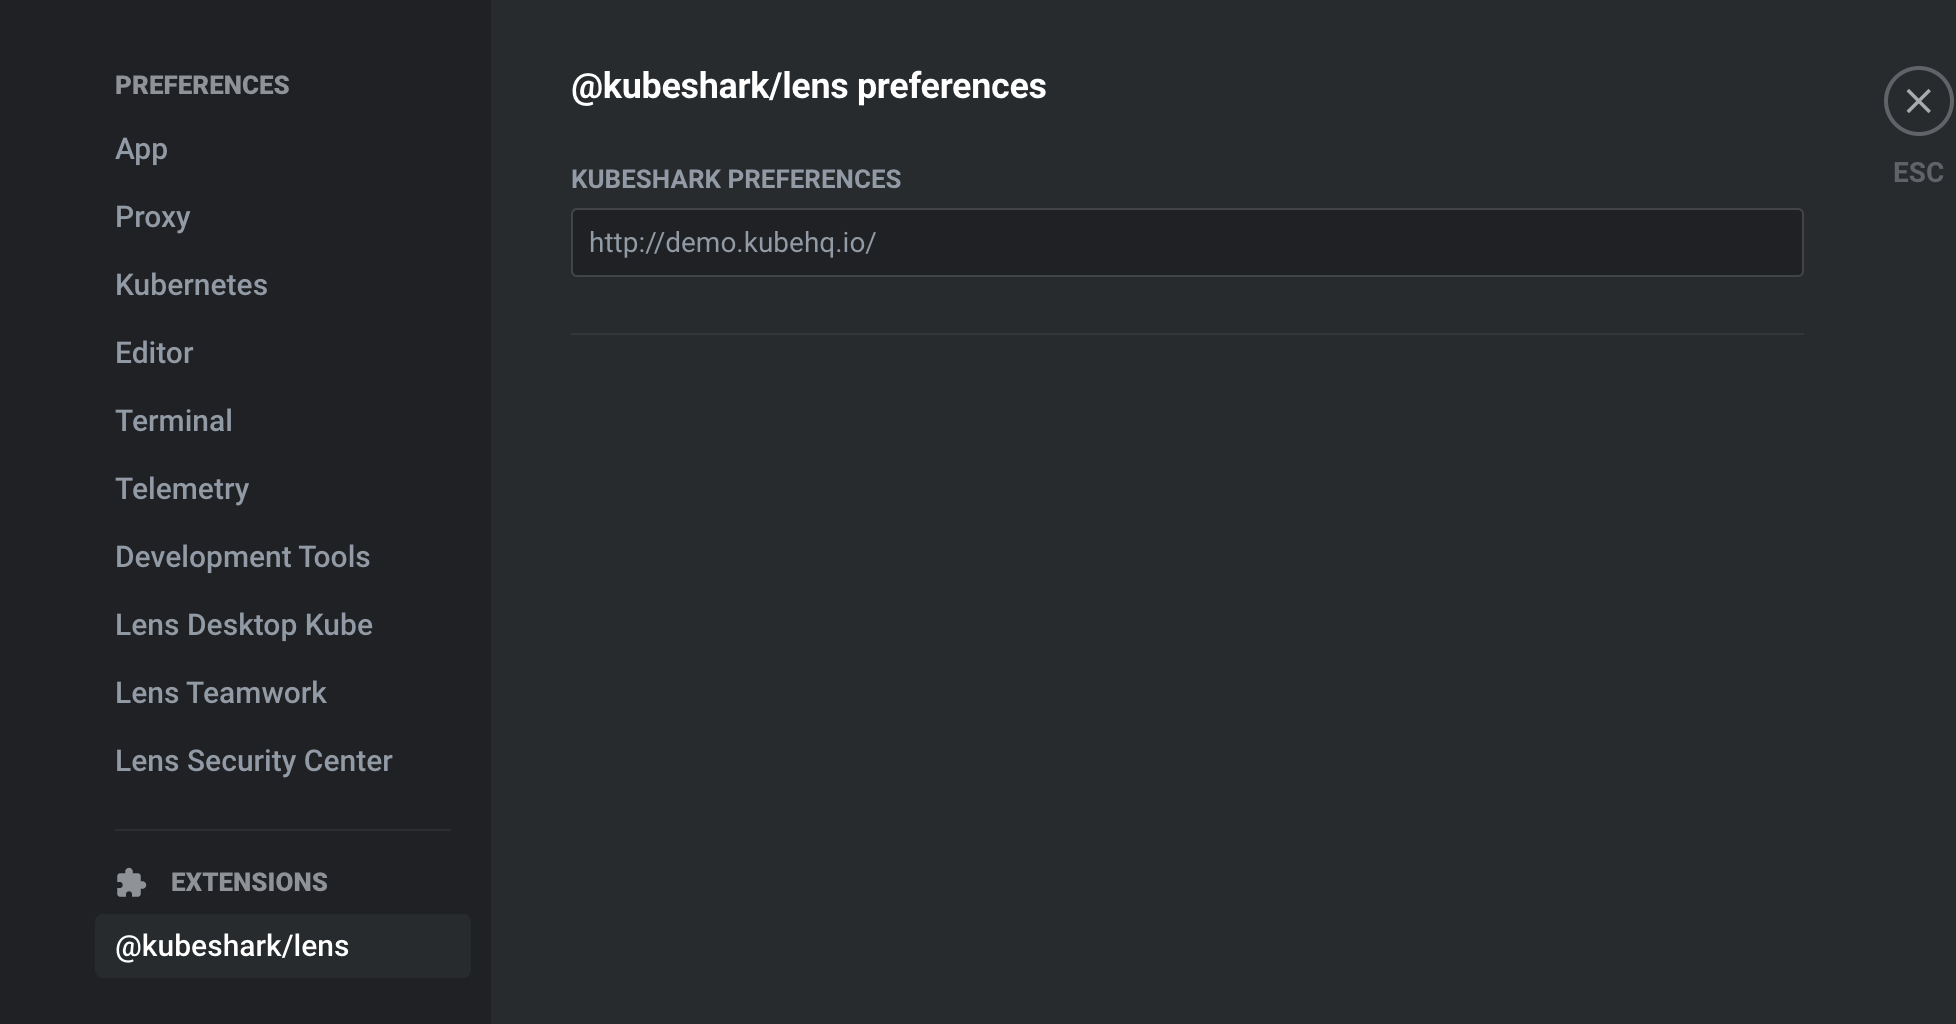 PREFERENCES
App
Proxy
Kubernetes
Editor
Terminal
Telemetry
Development Tools
Lens Desktop Kube
Lens Teamwork
Lens Security Center
EXTENSIONS
@kubeshark/lens
@kubeshark/lens preferences
KUBESHARK PREFERENCES
http://demo.kubehq.io/
ESC